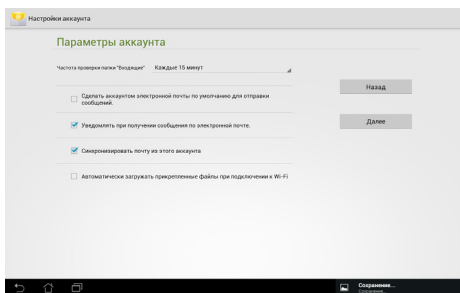 Настройки аккаунта
Параметры аккаунта
Частота проверки папки "Входящие" Каждые 15 минут
Назад
Сделать аккаунтом электронной почты по умолчанию для отправки
сообщений.
Уведомлять при получении сообщения по электронной почте.
Далее
Синхронизировать почту из этого аккаунта
Автоматически загружать прикрепленные файлы при подключении к Wi-Fi
Сохранение...
Сохранение...